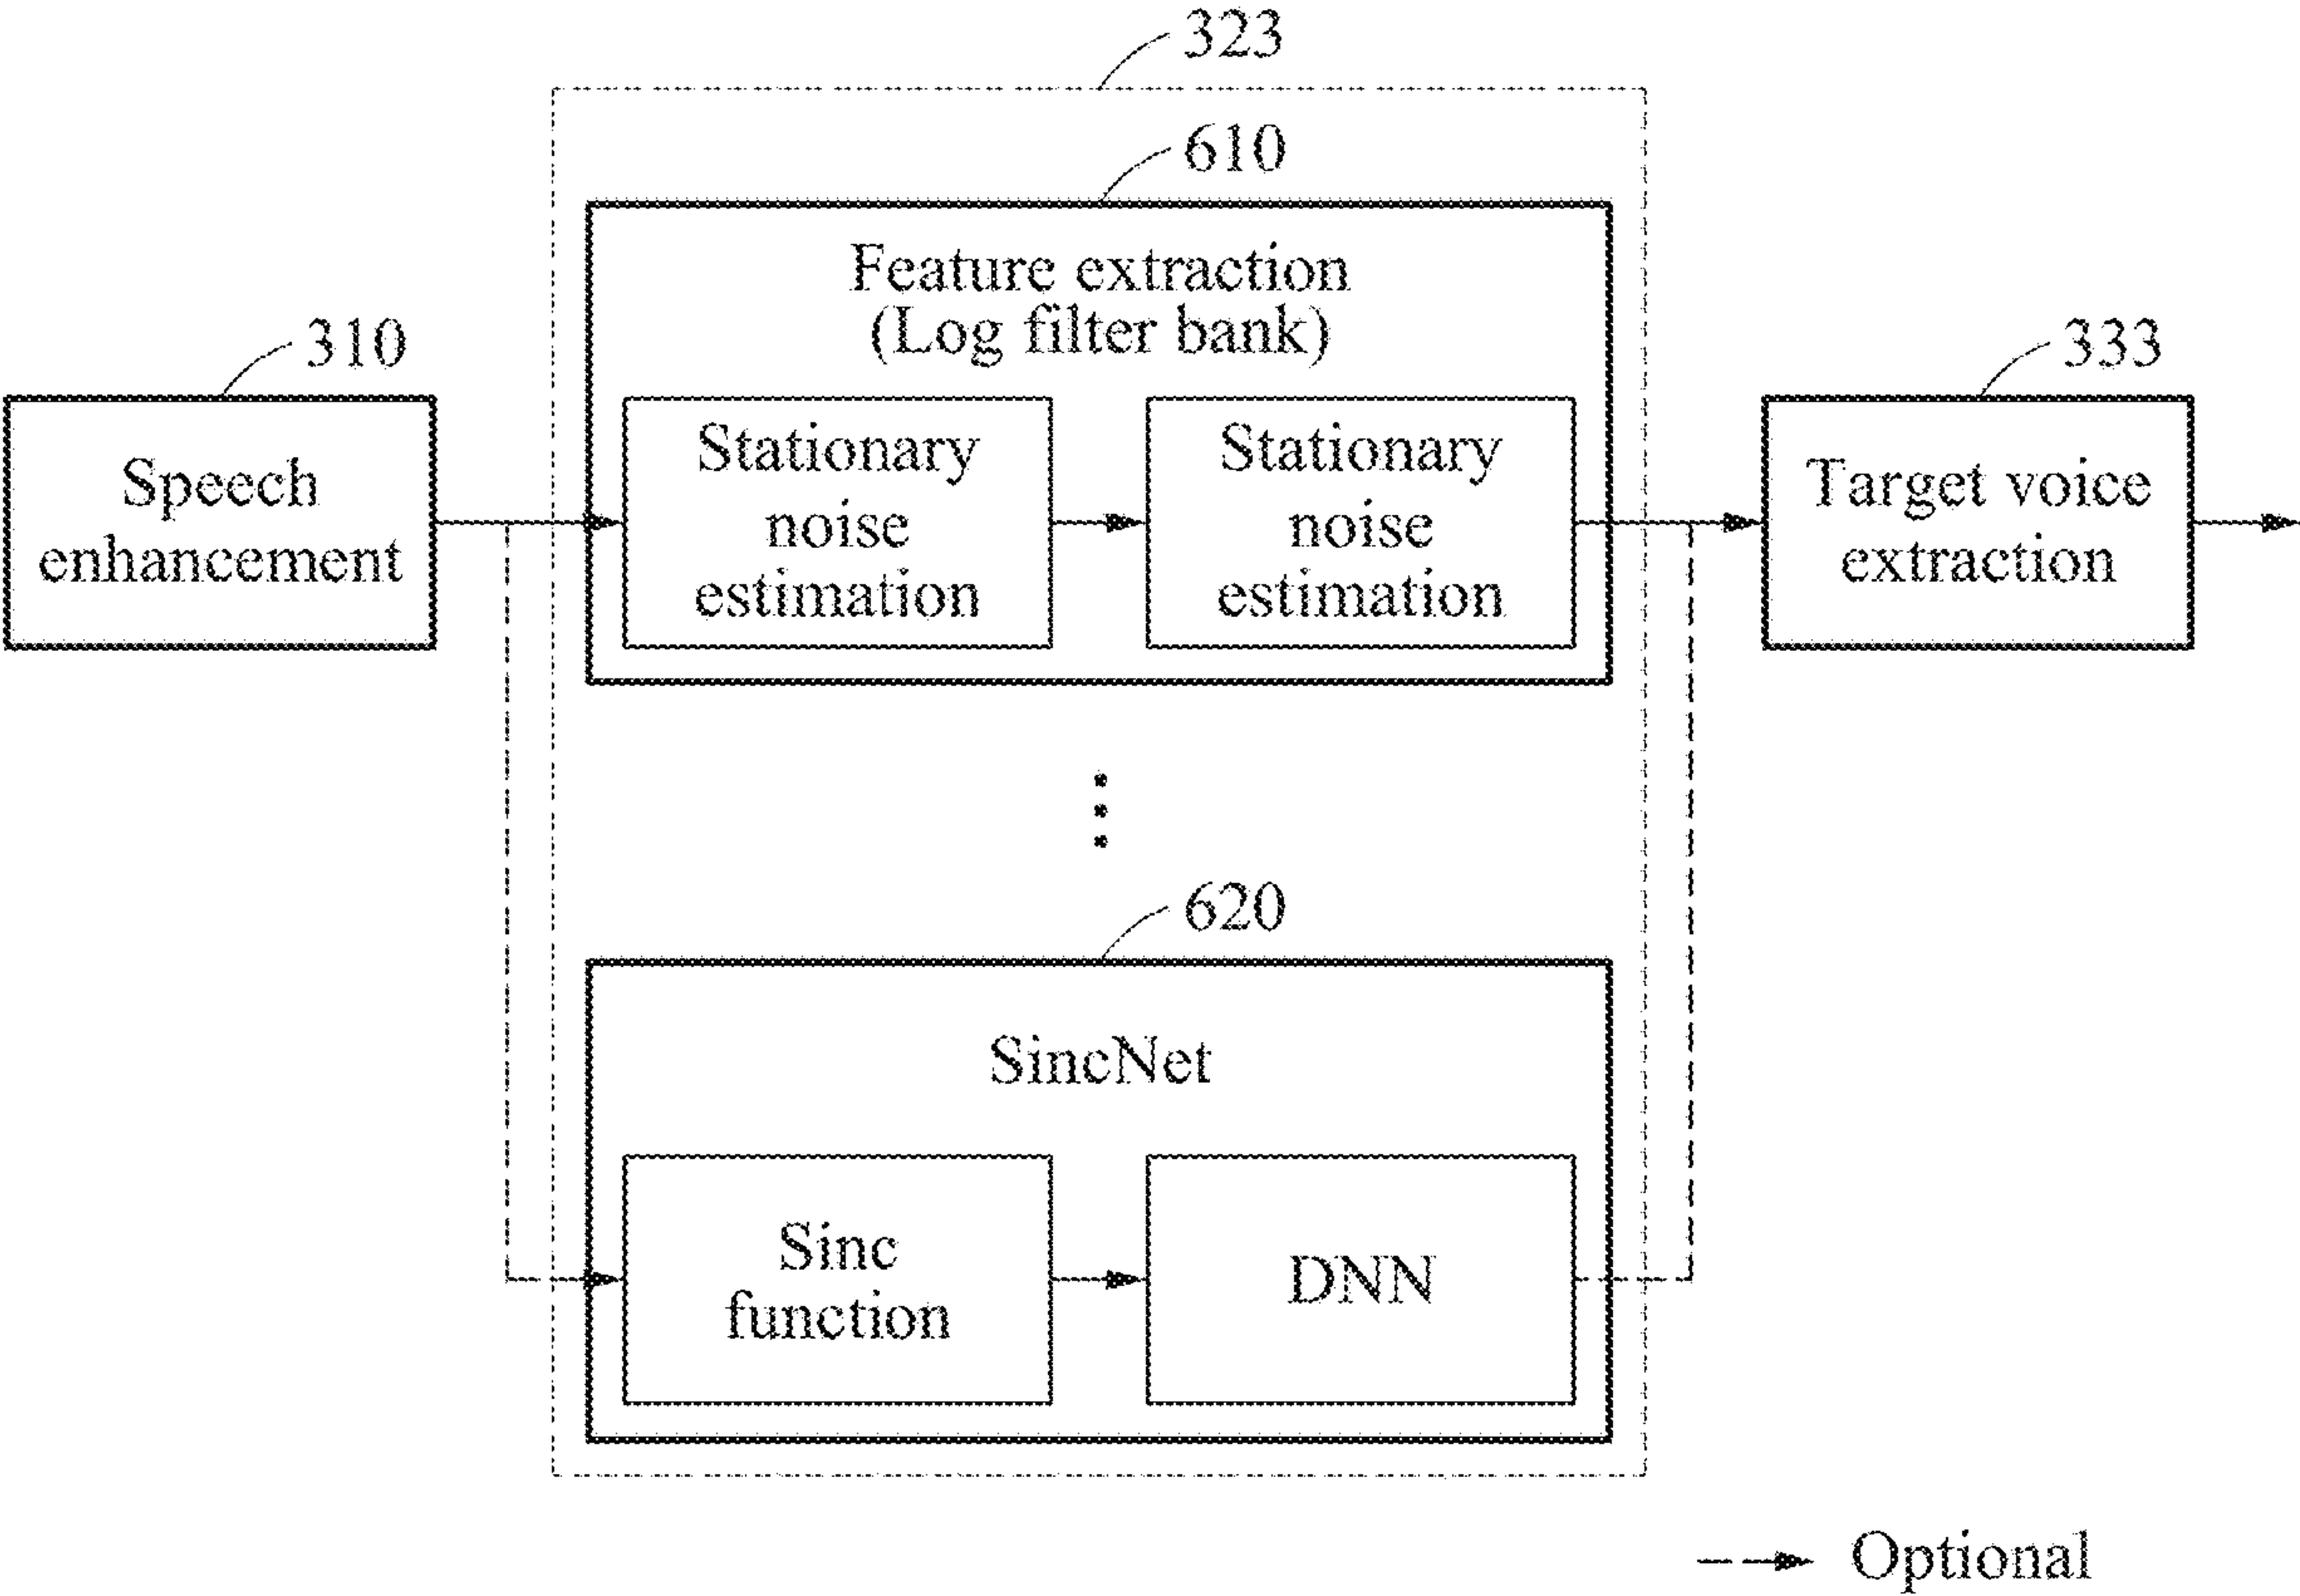 323
610
Feature extraction
(Log filter bank)
310
333
Speech
enhancement
Stationary
noise
estimation
Stationary
noise
estimation
Target voice
extraction
620
SincNet
Sinc
function
DNN
Optional